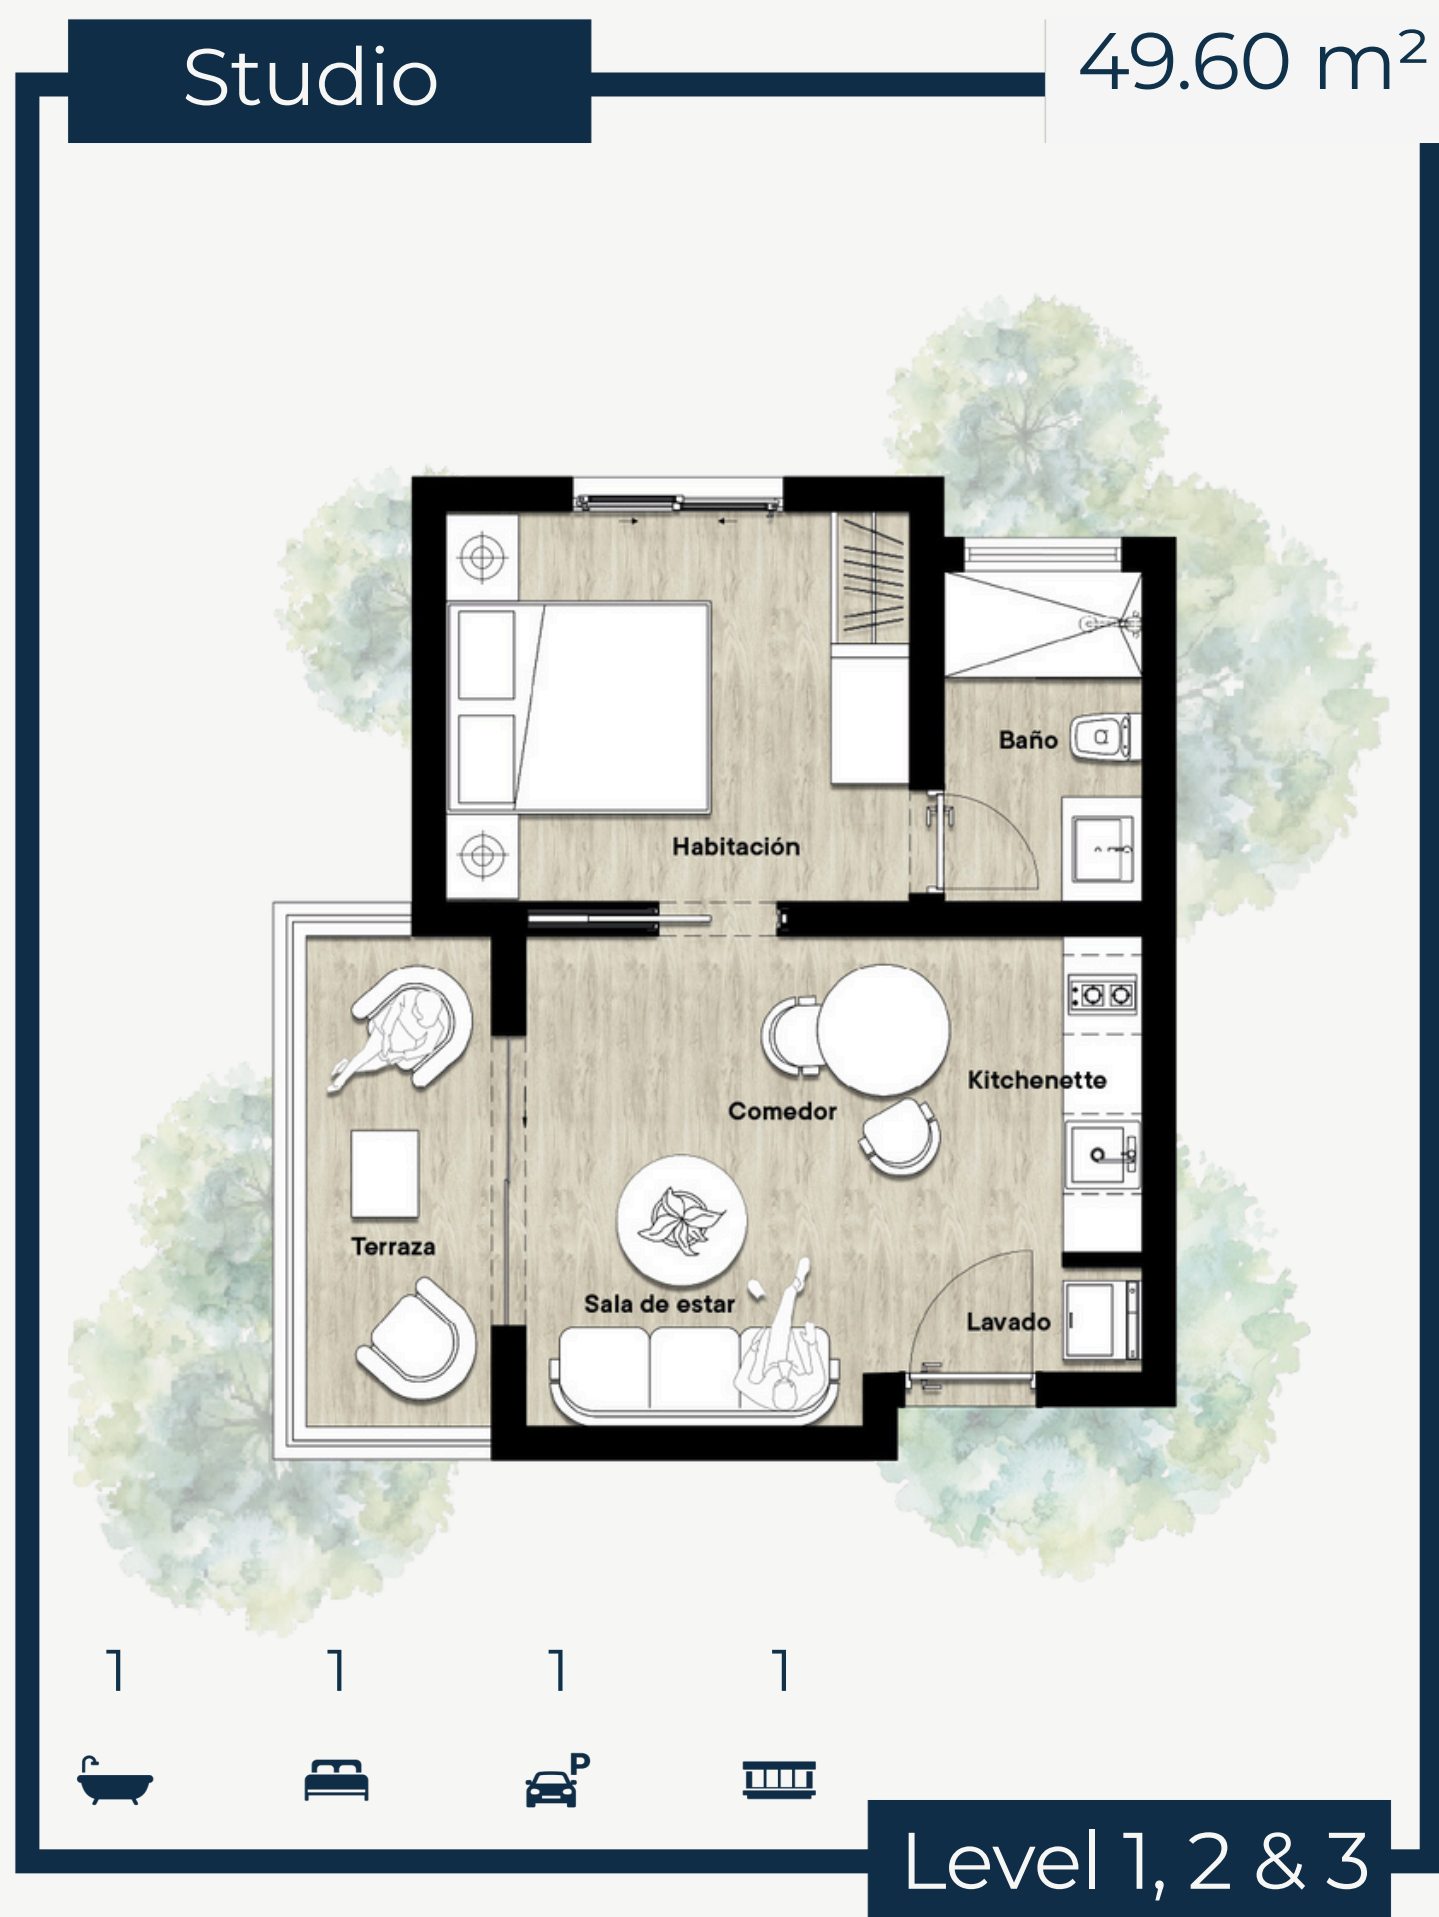 Studio
49.60 m²
Baño
Habitación
Kitchenette
Comedor
Terraza
Sala de estar
Lavado
1
1
1
1
P
Level 1, 2 & 3